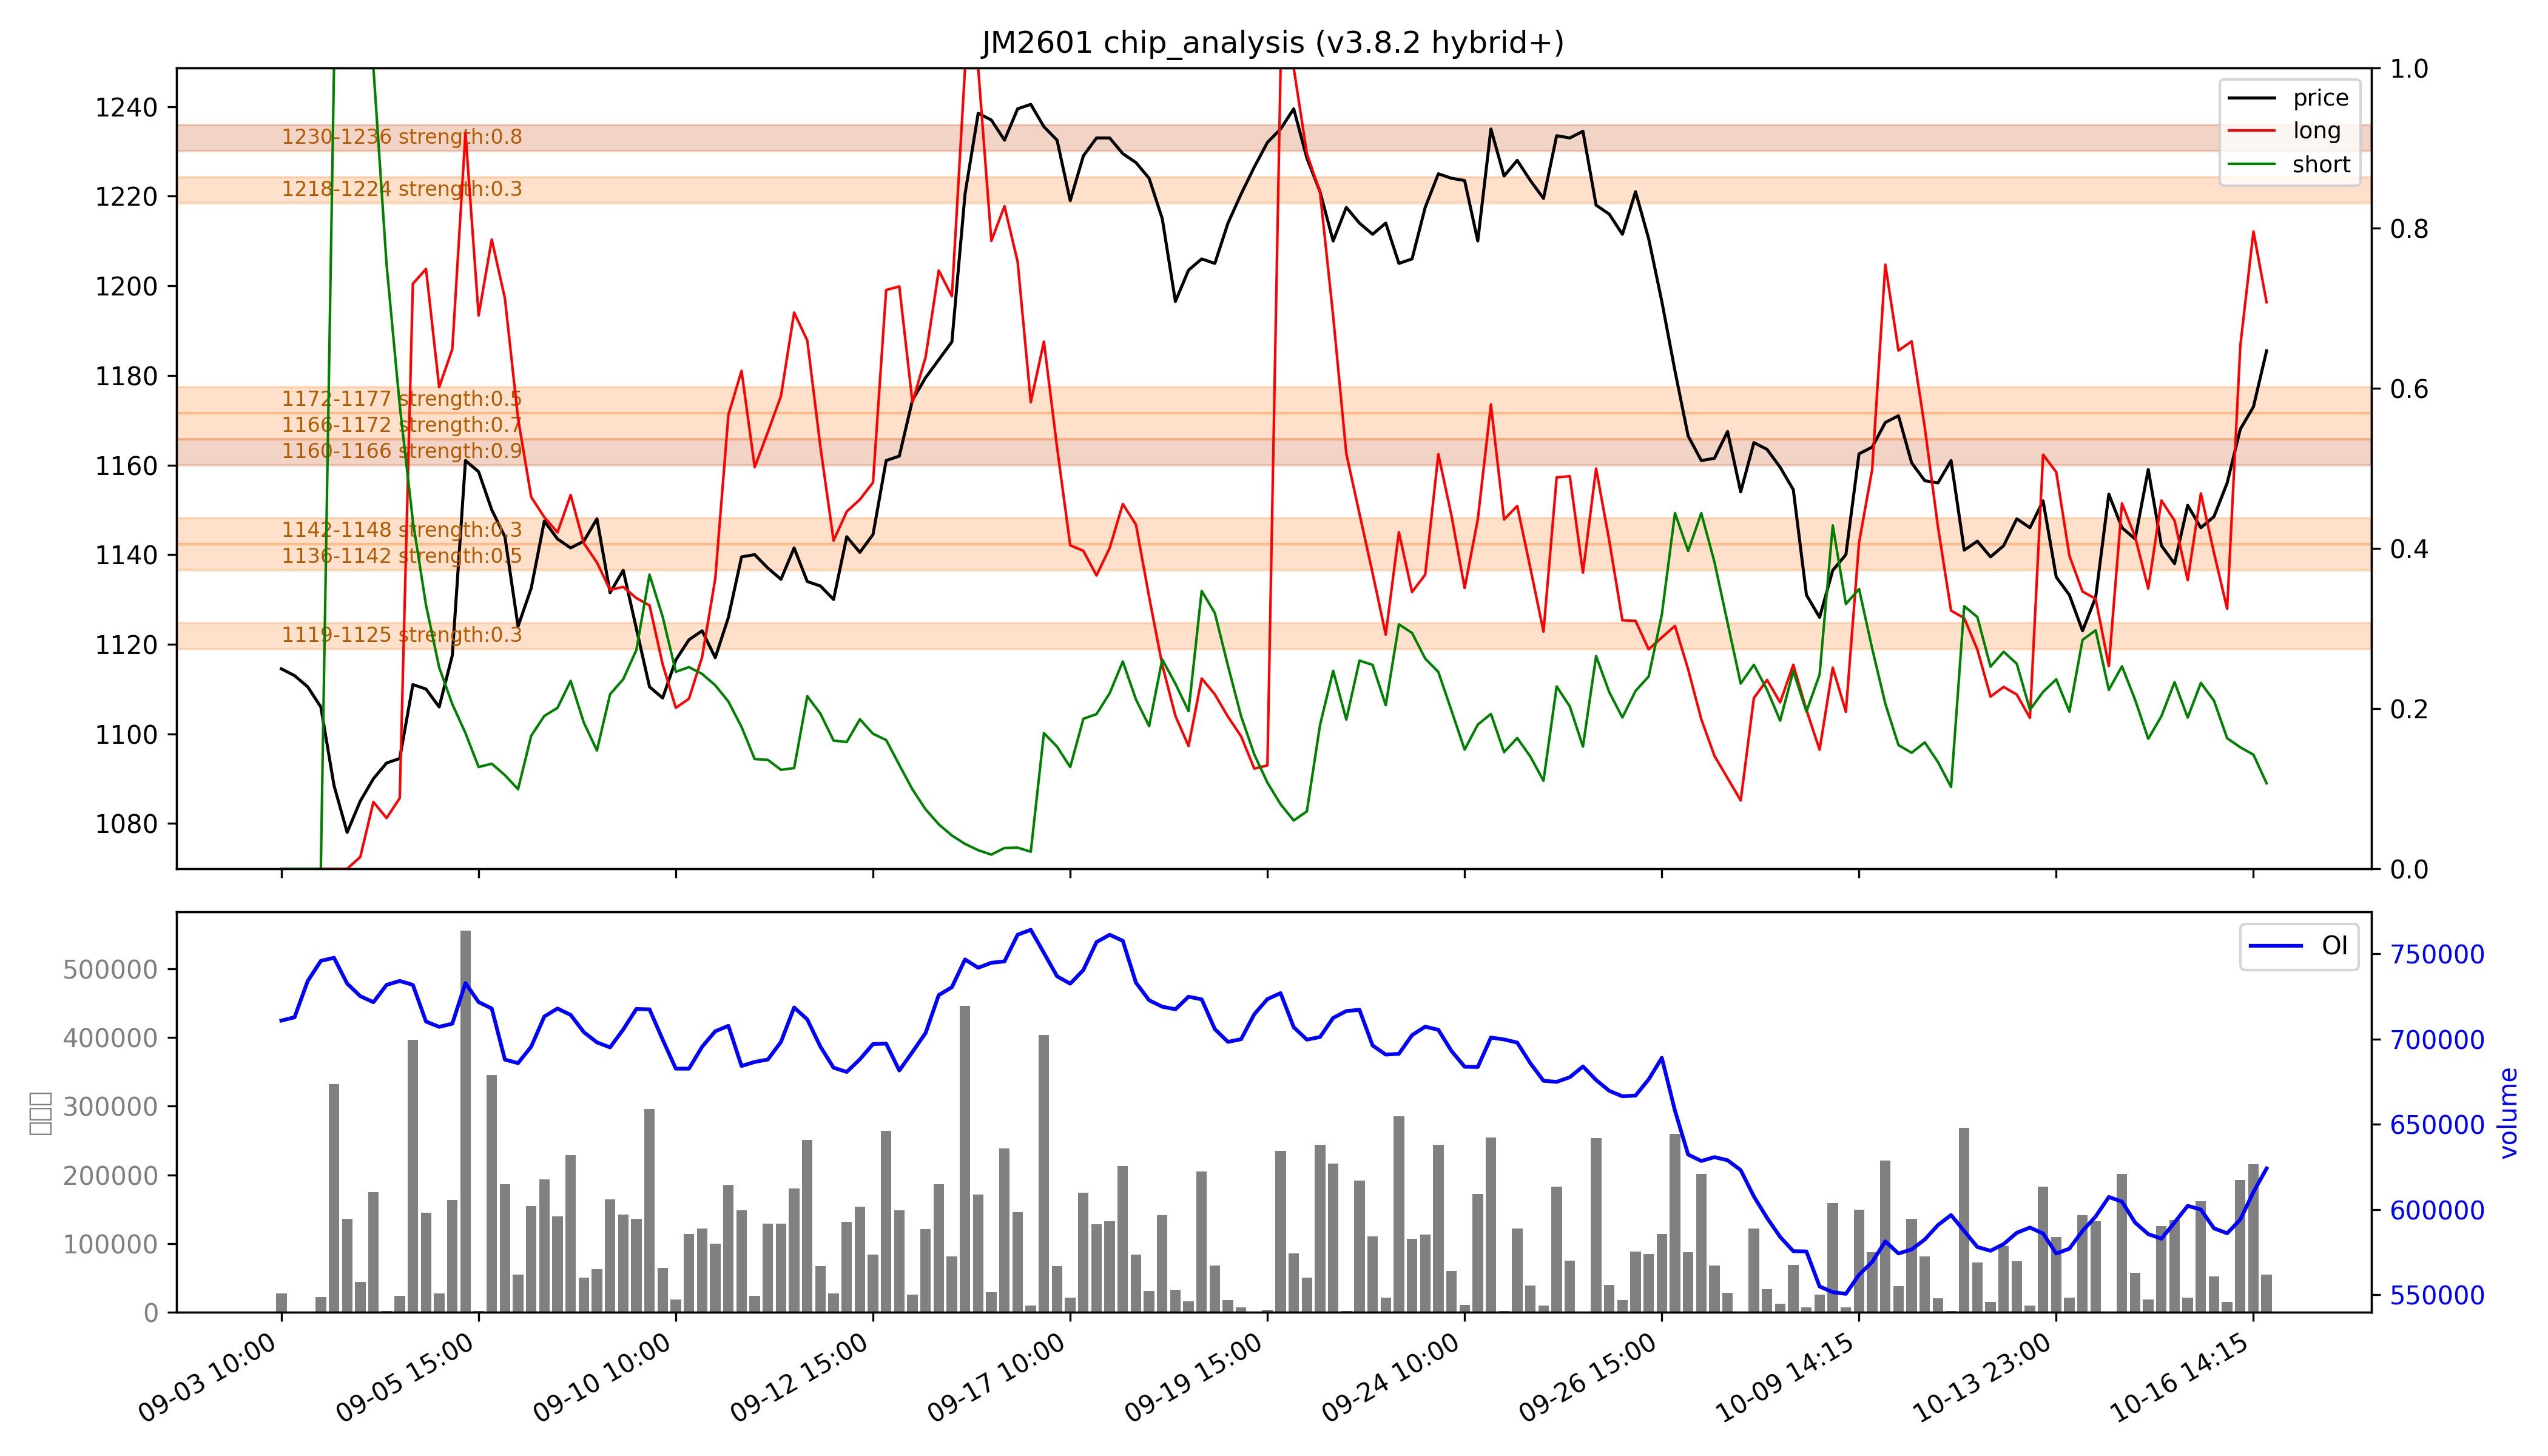 JM2601 chip_analysis (v3.8.2 hybrid+)
1240
1220
1200
1180
1160
1140
1120
1100
1080
1230-1236 strength:0.8
1218-1224 strength:0.3
1172-1177 strength:0.5
1166-1172 strength:0.7
1160-1166 strength:0.9
1142-1148 strength:0.3
1136-1142 strength:0.5
1119-1125 strength:0.3
price
long
short
1.0
0.8
0.6
0.4
0.2
0.0
500000
400000
300000
200000
100000
0
OI
750000
700000
650000
600000
550000
volume
09-03 10:00
09-05 15:00
09-10 10:00
09-12 15:00
09-17 10:00
09-19 15:00
09-24 10:00
09-26 15:00
10-09 14:15
10-13 23:00
10-16 14:15